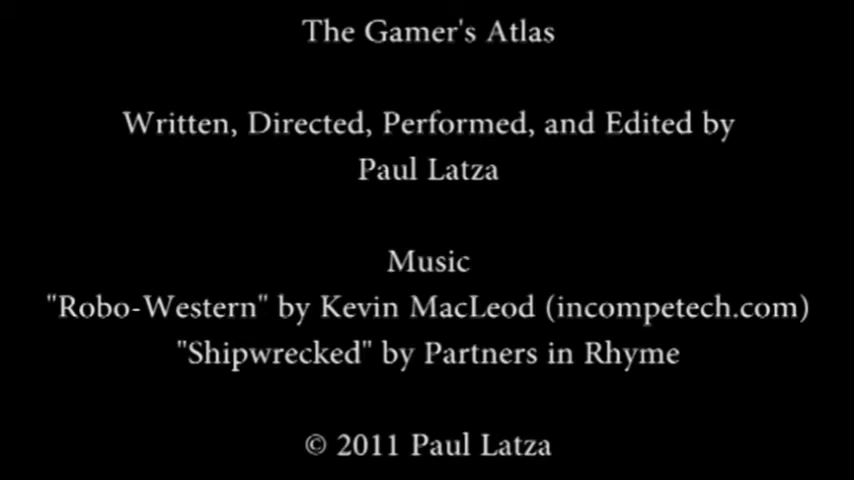 The Gamer's Atlas
Written, Directed, Performed, and Edited by
Paul Latza
Music
"Robo-Western" by Kevin MacLeod (incompetech.com)
"Shipwrecked" by Partners in Rhyme
© 2011 Paul Latza